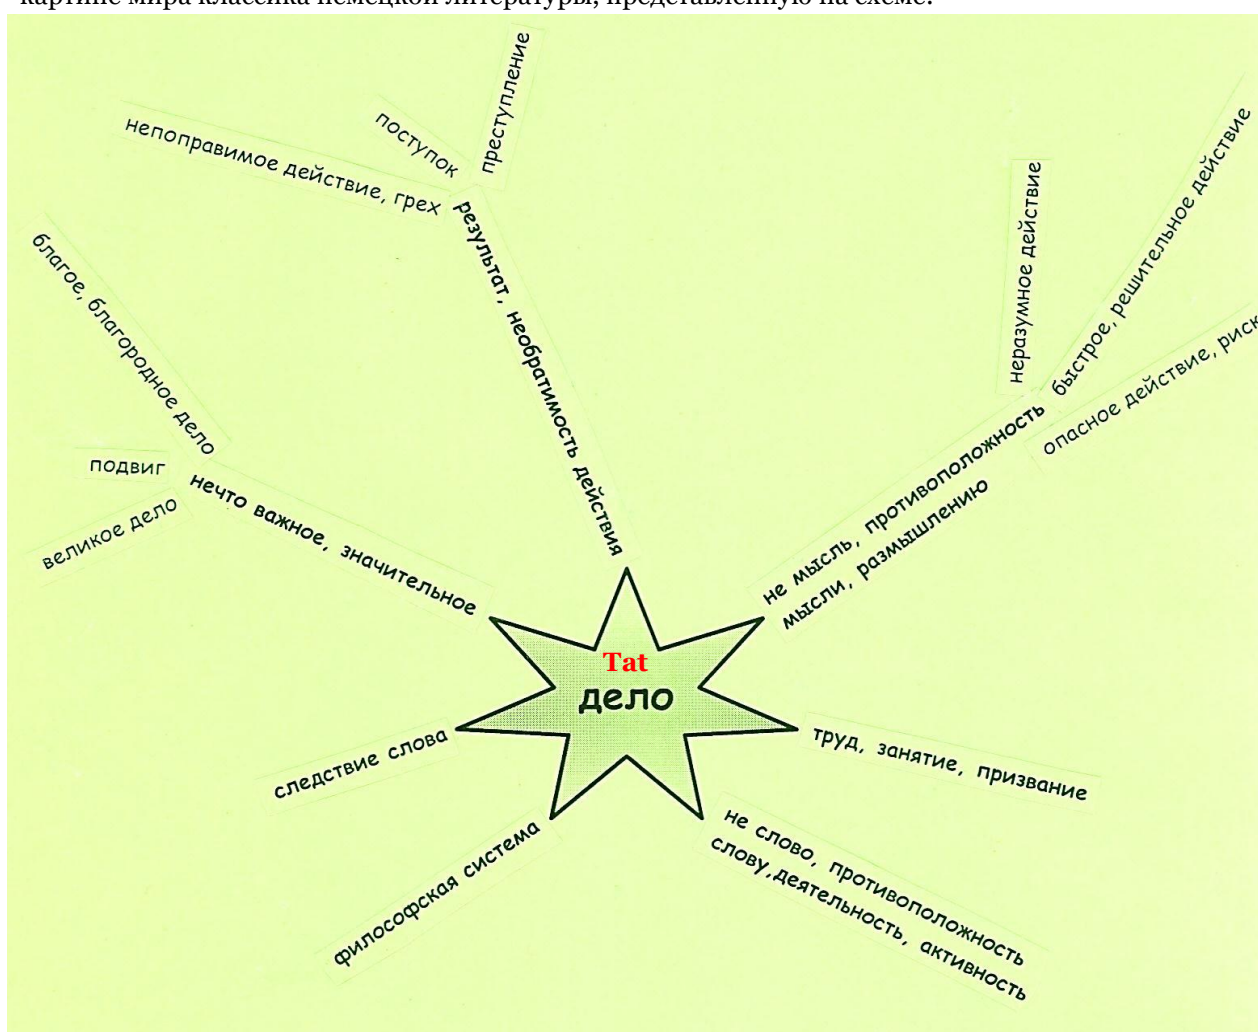 картине мира классика немецкой литературы, представленную на схеме:
преступление
поступок
непоправимое действие, грех
результат, необратимость действия
неразумное действие
быстрое, решительное действие
опасное действие, риск
не мысль, противоположность
мысли, размышлению
благое, благородное дело
подвиг
великое дело
нечто важное, значительное
Tat
дело
следствие слова
труд, занятие, призвание
философская система
не слово, противоположность
слову,деятельность, активность